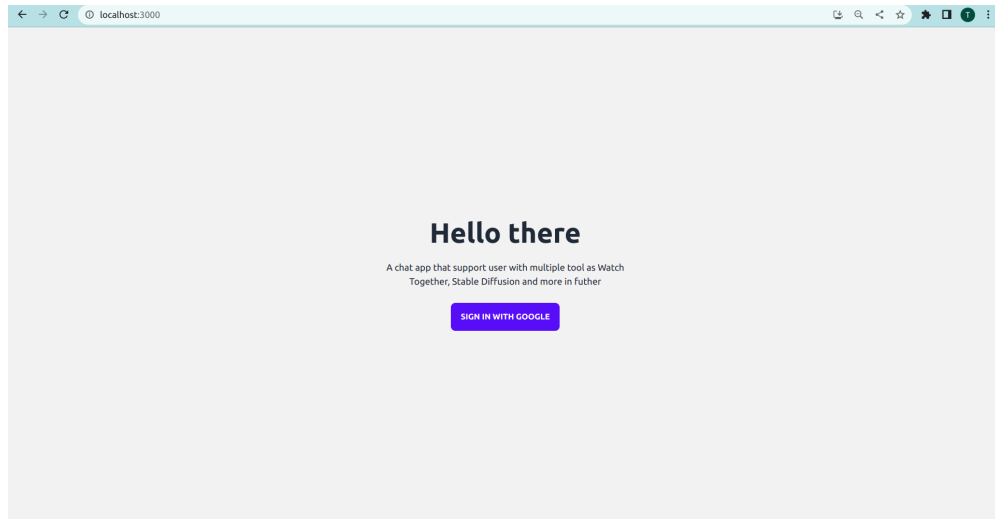 localhost:3000
T
Hello there
A chat app that support user with multiple tool as Watch
Together, Stable Diffusion and more in futher
SIGN IN WITH GOOGLE